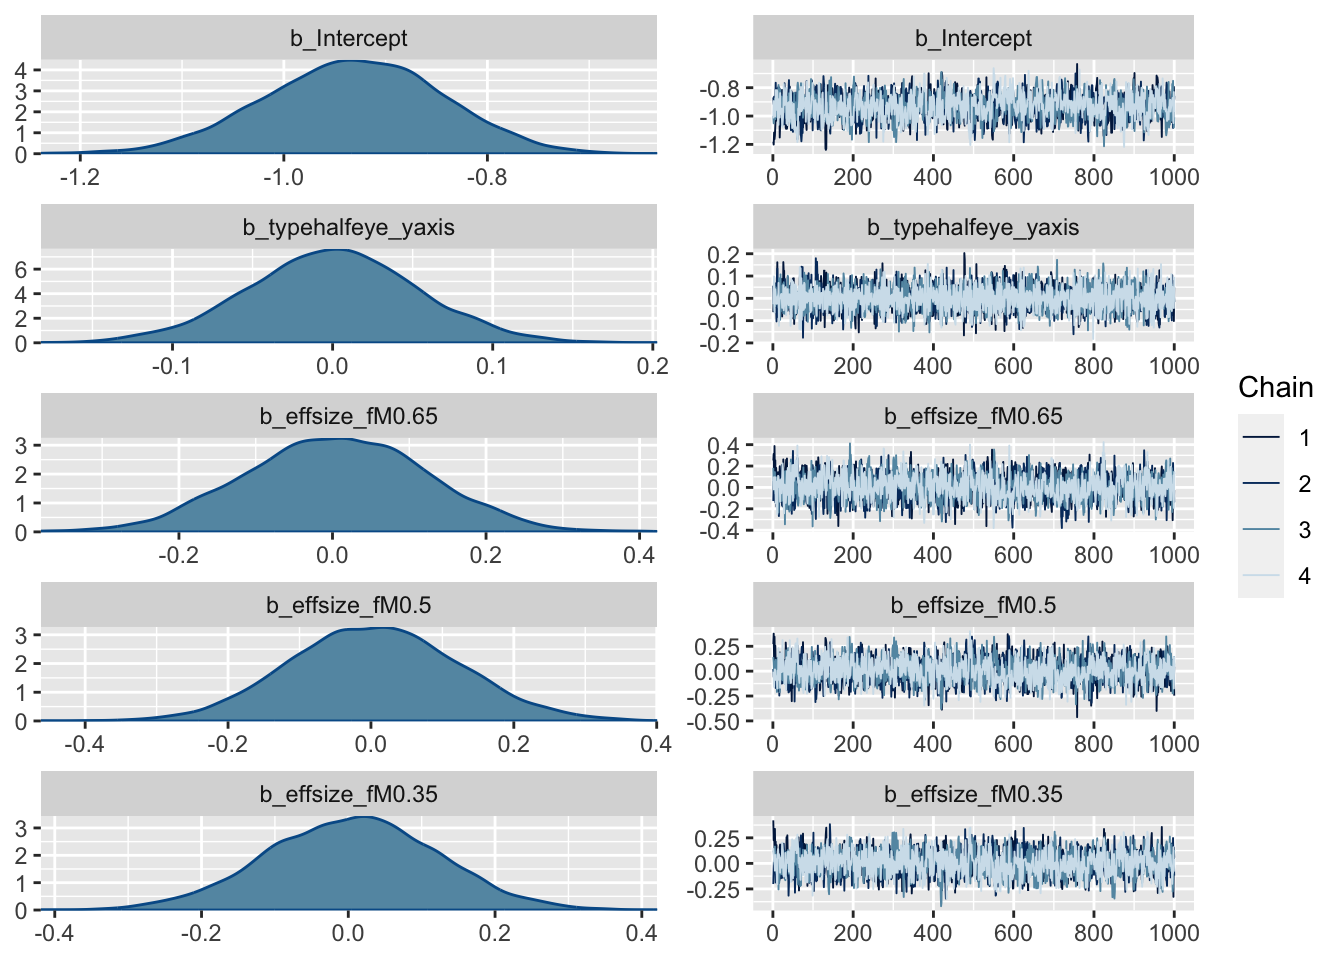 b_Intercept
4
3
2
1
0
-1.2 -1.0 -0.8
b_Intercept
-0.8
-1.0
-1.2
0 200 400 600 800 1000
b_typehalfeye_yaxis
6
4
2
0
-0.1 0.0 0.1 0.2
b_typehalfeye_yaxis
0.2
0.1
0.0
-0.1
-0.2
0 200 400 600 800 1000
b_effsize_fM0.65
3
2
1
0
-0.2 0.0 0.2 0.4
b_effsize_fM0.65
0.4
0.2
0.0
-0.2
-0.4
0 200 400 600 800 1000
b_effsize_fM0.5
3
2
1
0
-0.4 -0.2 0.0 0.2 0.4
b_effsize_fM0.5
0.25
0.00
-0.25
-0.50
0 200 400 600 800 1000
b_effsize_fM0.35
3
2
1
0
-0.4 -0.2 0.0 0.2 0.4
b_effsize_fM0.35
0.25
0.00
-0.25
0 200 400 600 800 1000
Chain
1
2
3
4